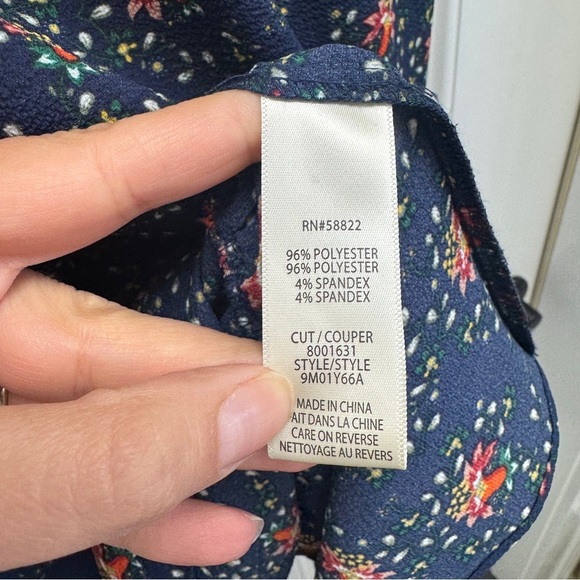 RN#58822
96% POLYESTER
96% POLYESTER
4% SPANDEX
4% SPANDEX
CUT / COUPER
8001631
STYLE/STYLE
9M01Y66A
MADE IN CHINA
AIT DANS LA CHINE
CARE ON REVERSE
NETTOYAGE AU REVERS